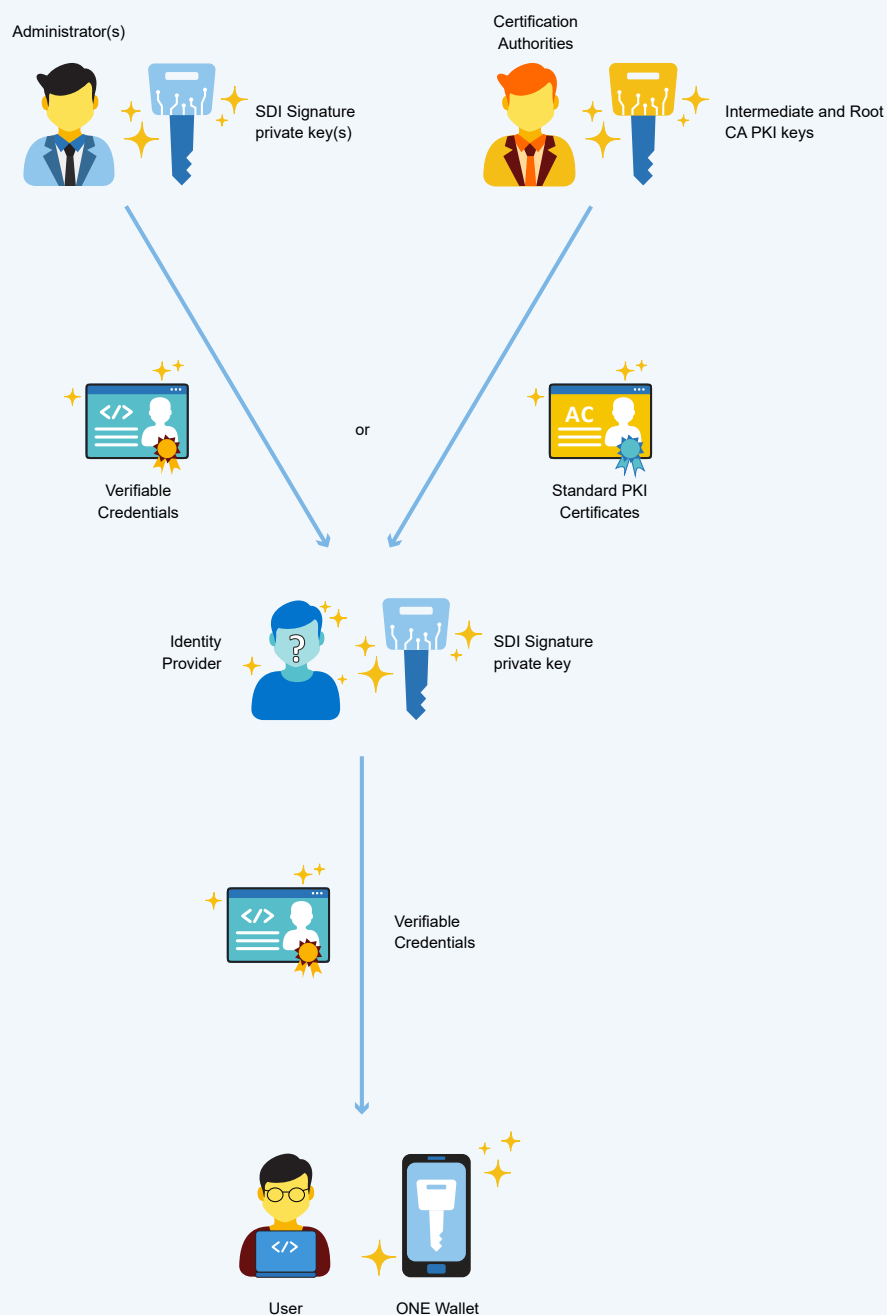 Administrator(s)
SDI Signature
private key(s)
Certification
Authorities
Intermediate and Root
CA PKI keys
</>
Verifiable
Credentials
or
AC
Standard PKI
Certificates
Identity
Provider
?
SDI Signature
private key
</>
Verifiable
Credentials
</>
User
ONE Wallet